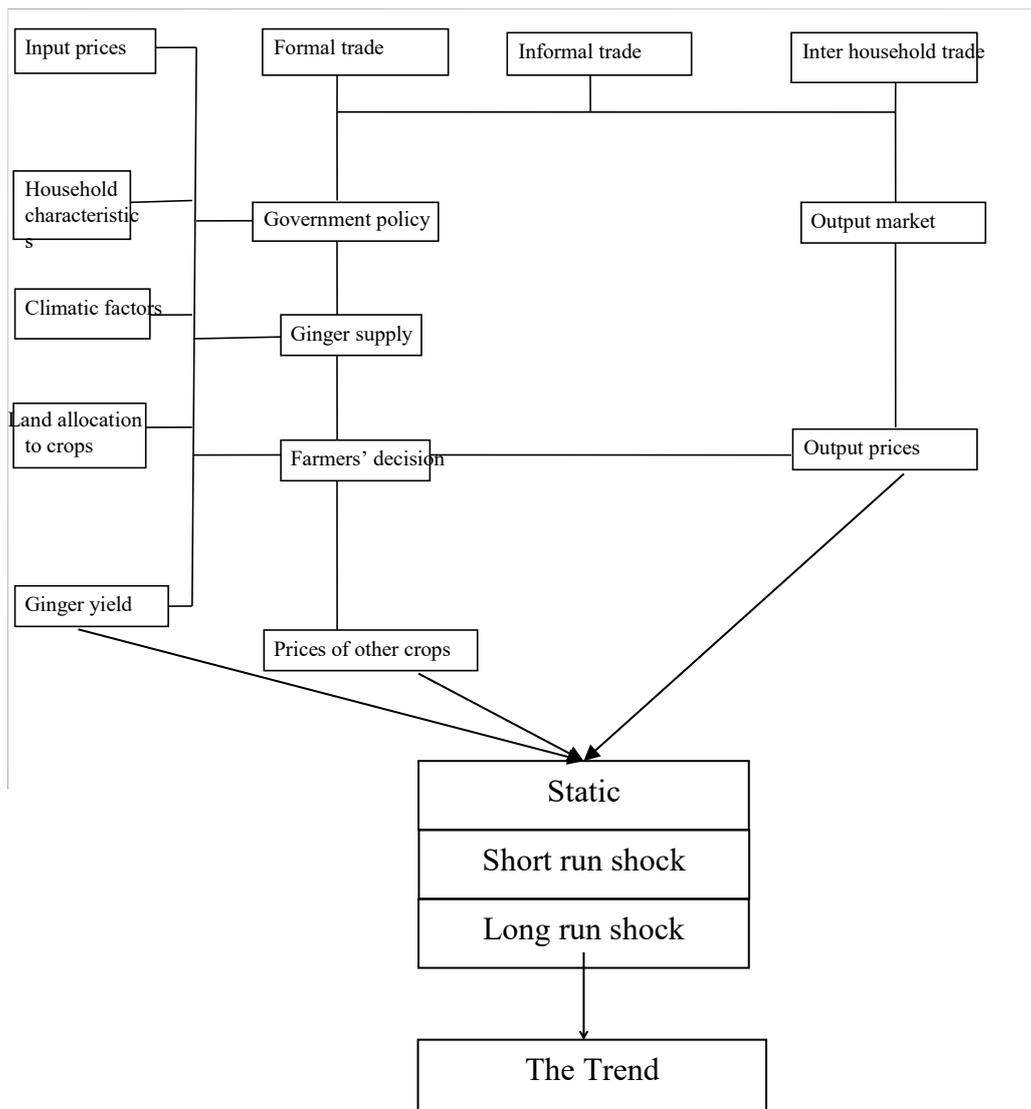 Input prices
Formal trade
Informal trade
Inter household trade
Household
characteristic
s
Government policy
Output market
Climatic factors
Ginger supply
Land allocation
to crops
Farmers’ decision
Output prices
Ginger yield
Prices of other crops
Static
Short run shock
Long run shock
The Trend